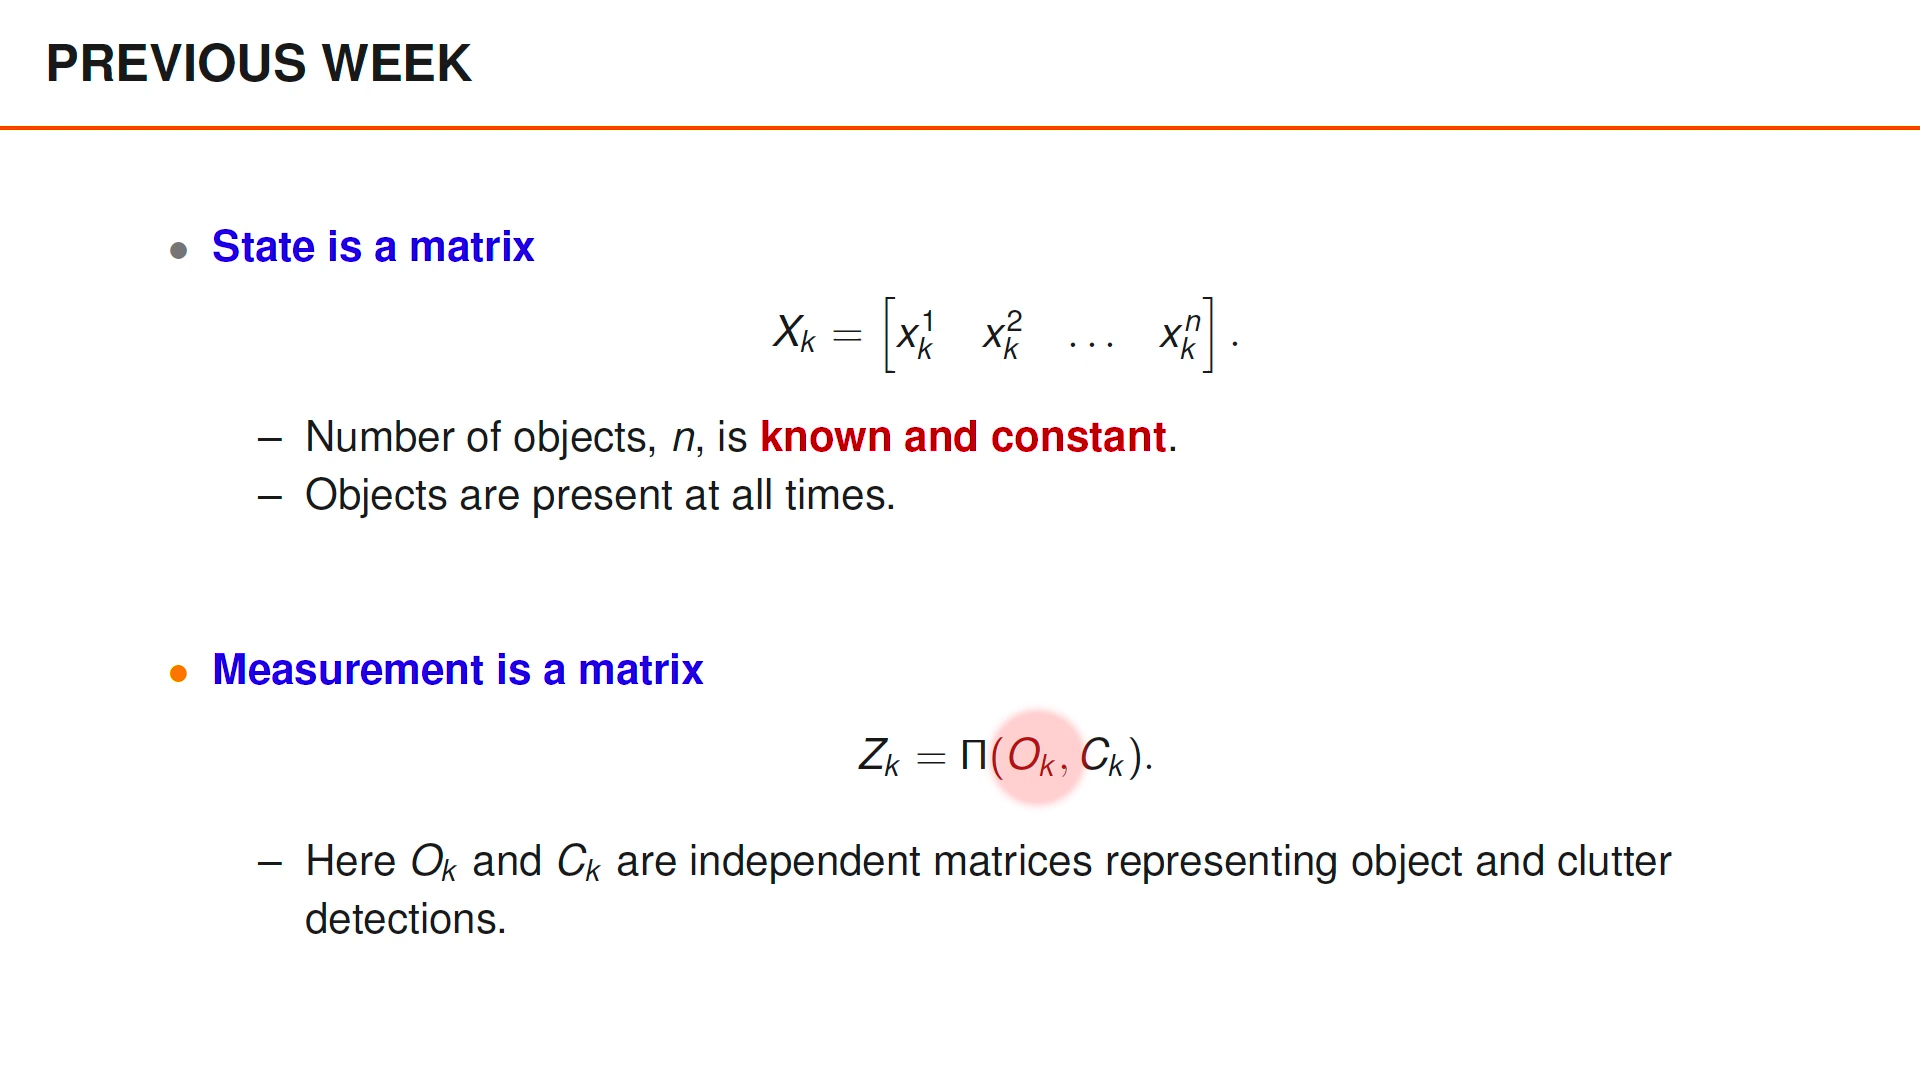 PREVIOUS WEEK
• State is a matrix
X_k = [x_k^1 x_k^2 ... x_k^n].
– Number of objects, n, is known and constant.
– Objects are present at all times.
• Measurement is a matrix
Z_k = Π(O_k, C_k).
– Here O_k and C_k are independent matrices representing object and clutter
detections.